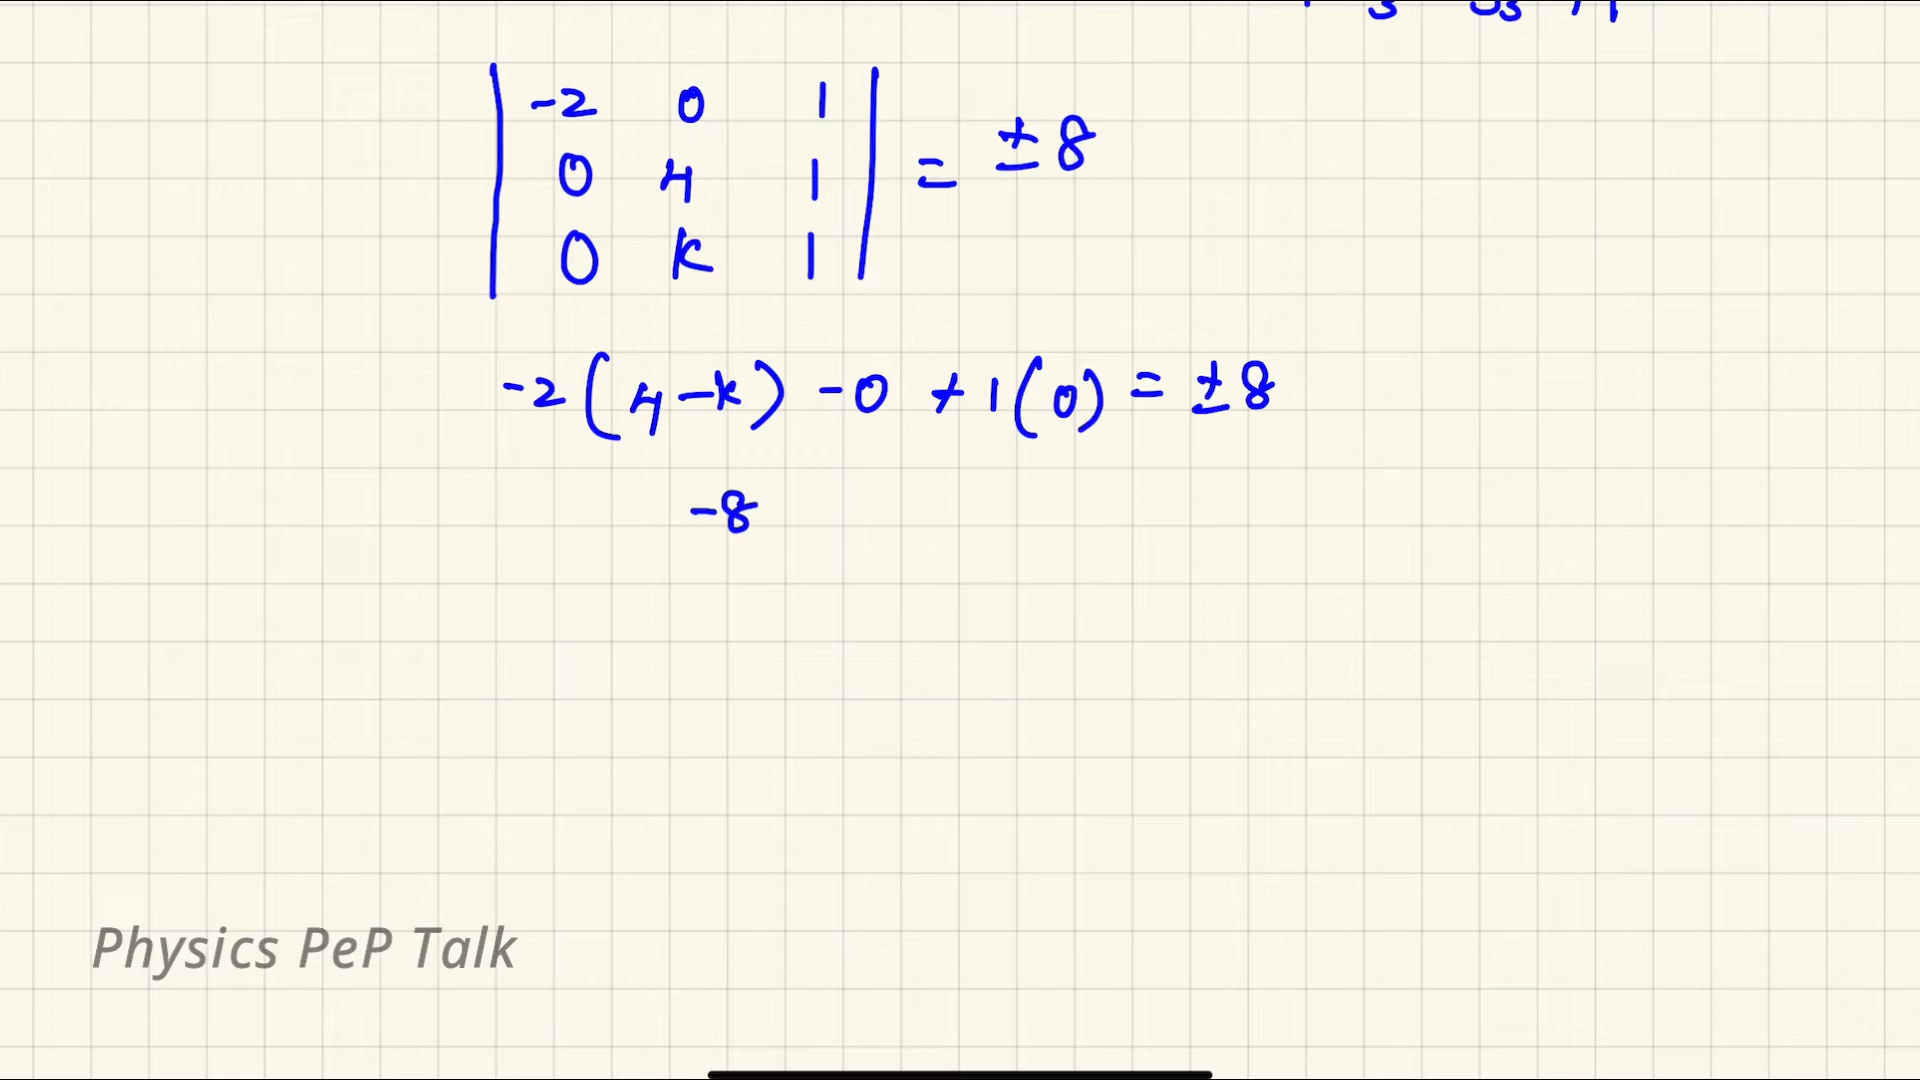 | -2 0 1 |
| 0 4 1 | = ± 8
| 0 k 1 |
-2 ( 4 - k ) - 0 + 1 ( 0 ) = ± 8
-8
Physics PeP Talk